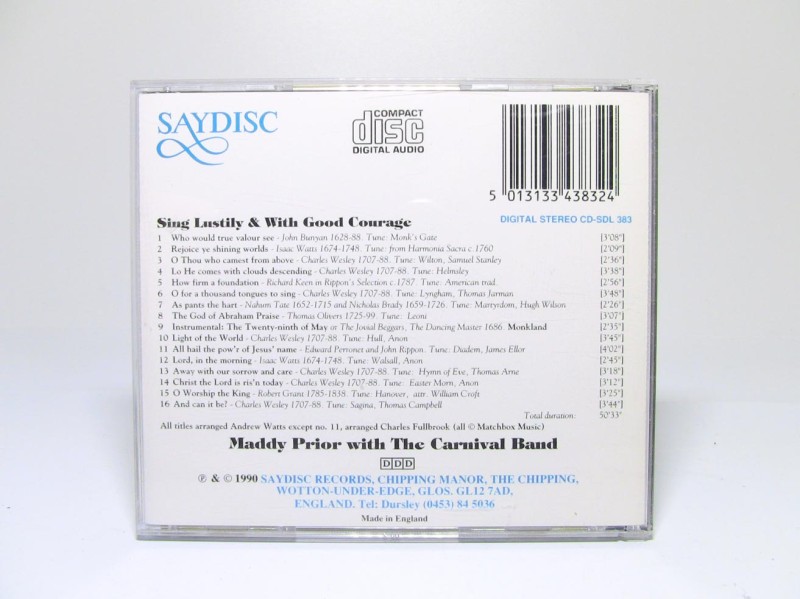 SAYDISC
COMPACT
disc
DIGITAL AUDIO
5 013133 438324
DIGITAL STEREO CD-SDL 383
Sing Lustily & With Good Courage
1 Who would true valour see - John Bunyan 1628-88. Tune: Monk's Gate [3'08"]
2 Rejoice ye shining worlds - Isaac Watts 1674-1748. Tune: from Harmonia Sacra c.1760 [2'09"]
3 O Thou who camest from above - Charles Wesley 1707-88. Tune: Wilton, Samuel Stanley [2'36"]
4 Lo He comes with clouds descending - Charles Wesley 1707-88. Tune: Helmsley [3'38"]
5 How firm a foundation - Richard Keen in Rippon's Selection c.1787. Tune: American trad. [2'56"]
6 O for a thousand tongues to sing - Charles Wesley 1707-88. Tune: Lyngham, Thomas Jarman [3'48"]
7 As pants the hart - Nahum Tate 1652-1715 and Nicholas Brady 1659-1726. Tune: Martyrdom, Hugh Wilson [2'26"]
8 The God of Abraham Praise - Thomas Olivers 1725-99. Tune: Leoni [3'07"]
9 Instrumental: The Twenty-ninth of May or The Jovial Beggars, The Dancing Master 1686. Monkland [2'35"]
10 Light of the World - Charles Wesley 1707-88. Tune: Hull, Anon [3'45"]
11 All hail the pow'r of Jesus' name - Edward Perronet and John Rippon. Tune: Diadem, James Ellor [4'02"]
12 Lord, in the morning - Isaac Watts 1674-1748. Tune: Walsall, Anon. [2'45"]
13 Away with our sorrow and care - Charles Wesley 1707-88. Tune: Hymn of Eve, Thomas Arne [3'18"]
14 Christ the Lord is ris'n today - Charles Wesley 1707-88. Tune: Easter Morn, Anon [3'12"]
15 O Worship the King - Robert Grant 1785-1838. Tune: Hanover, attr. William Croft [3'25"]
16 And can it be? - Charles Wesley 1707-88. Tune: Sagina, Thomas Campbell [3'44"]
Total duration: 50'33"
All titles arranged Andrew Watts except no. 11, arranged Charles Fullbrook (all © Matchbox Music)
Maddy Prior with The Carnival Band
DDD
℗ & © 1990 SAYDISC RECORDS, CHIPPING MANOR, THE CHIPPING,
WOTTON-UNDER-EDGE, GLOS. GL12 7AD,
ENGLAND. Tel: Dursley (0453) 84 5036
Made in England